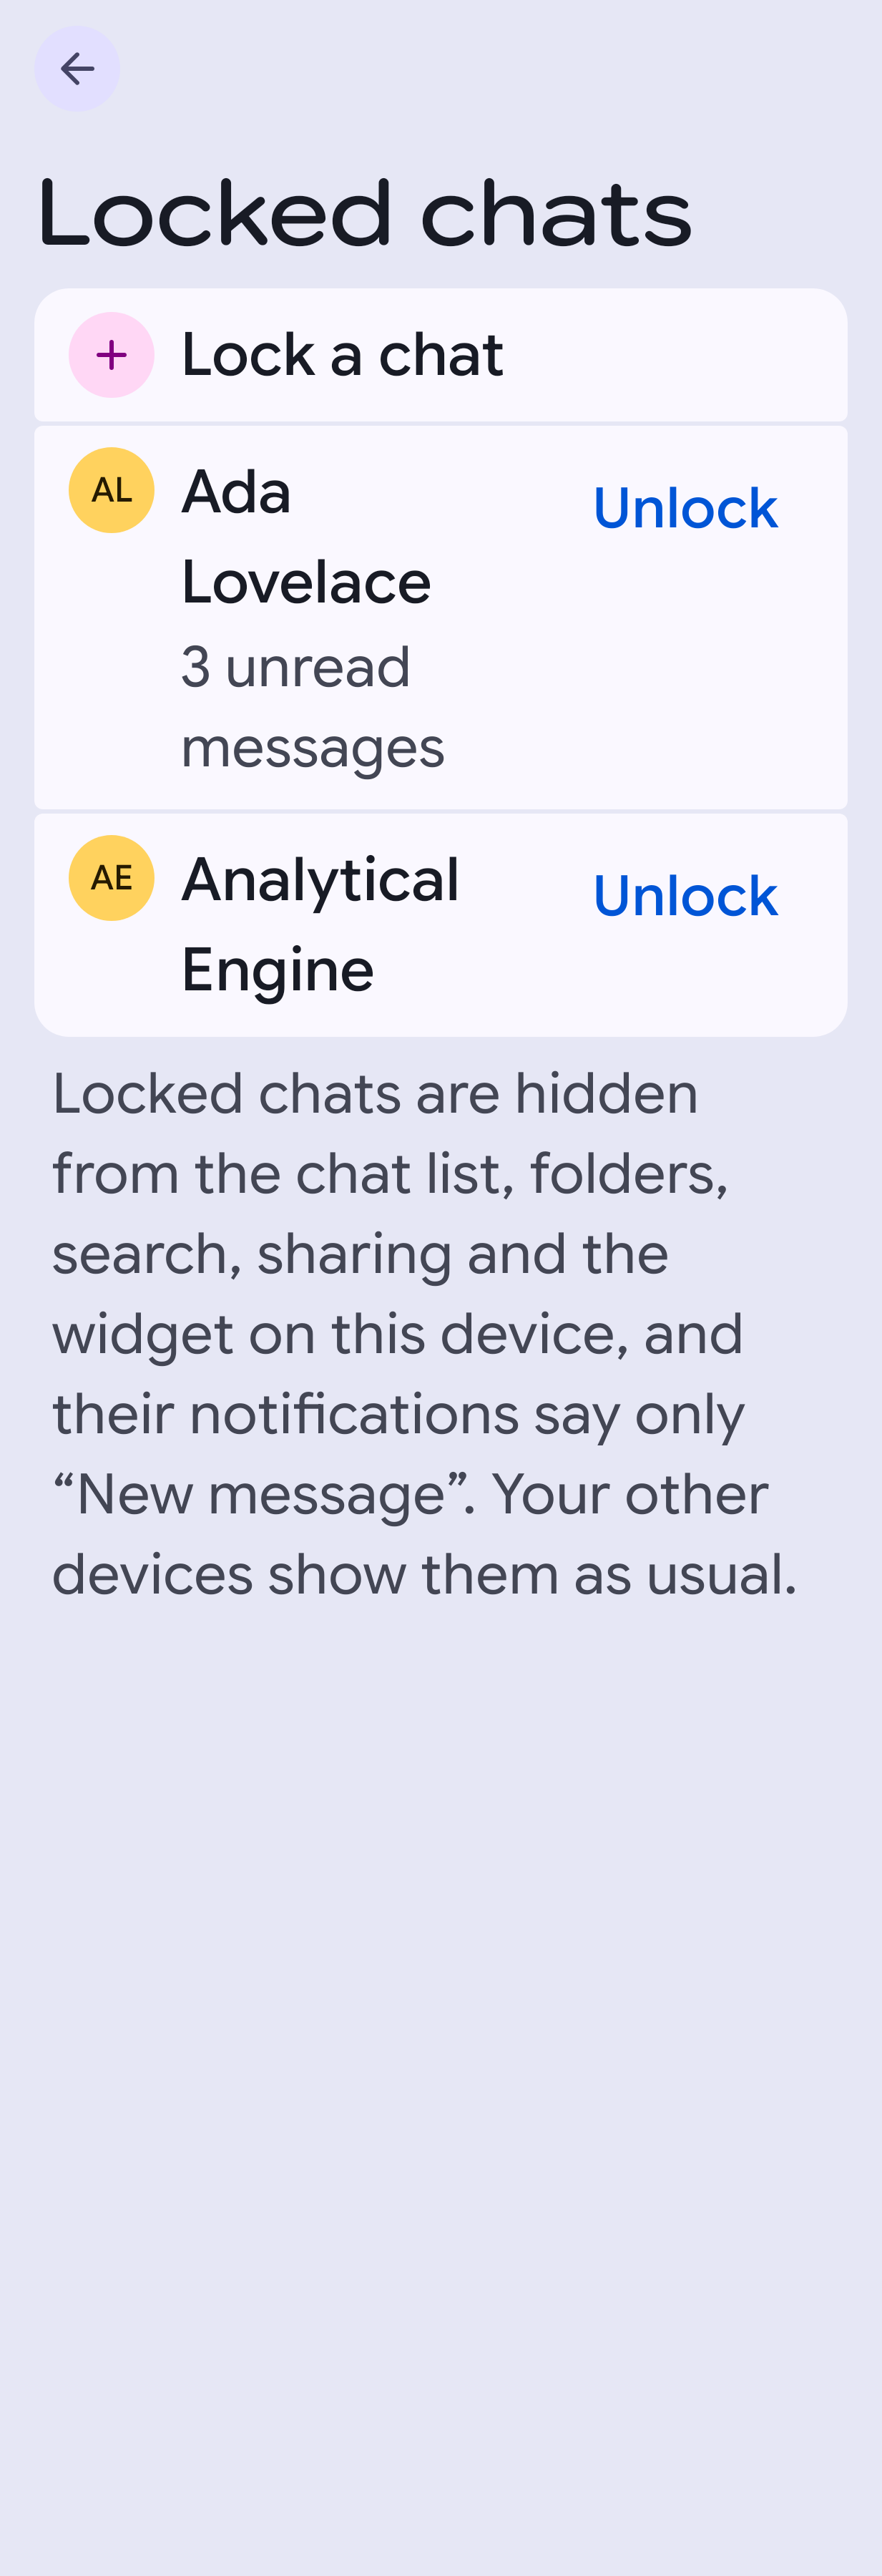 Locked chats
Lock a chat
AL
Ada
Lovelace
Unlock
3 unread
messages
AE
Analytical
Engine
Unlock
Locked chats are hidden
from the chat list, folders,
search, sharing and the
widget on this device, and
their notifications say only
“New message”. Your other
devices show them as usual.